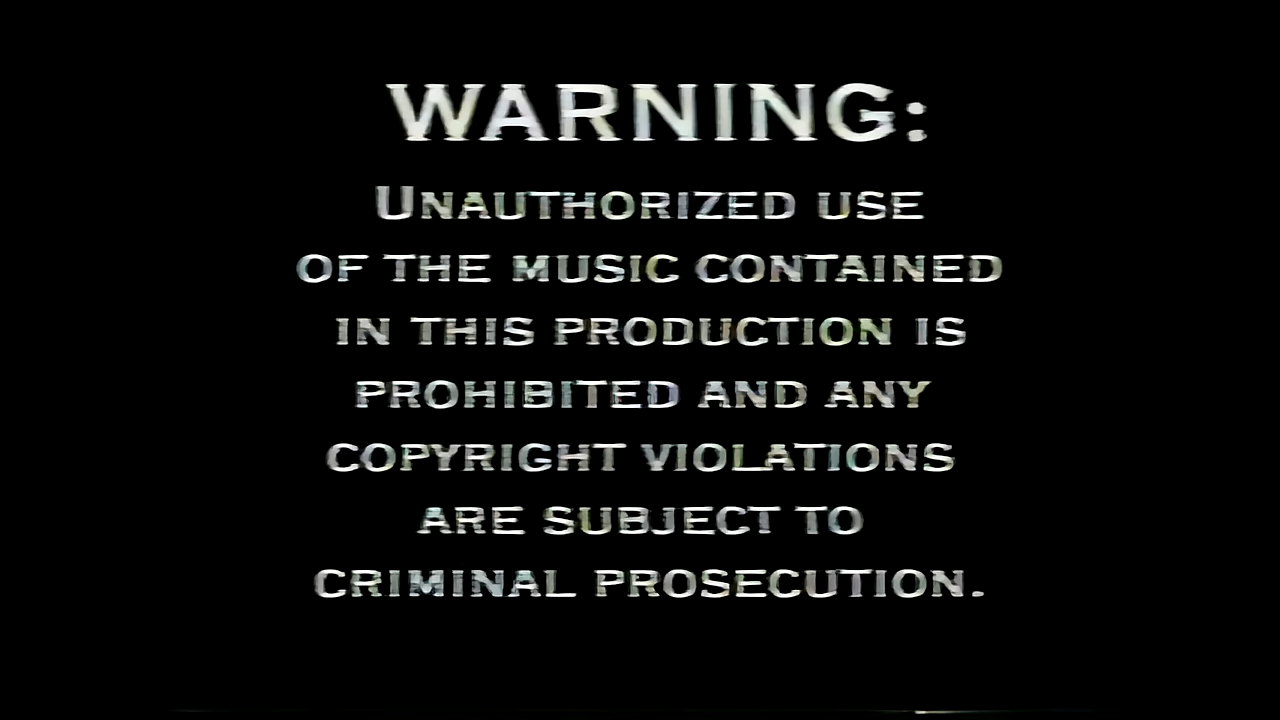 WARNING:
UNAUTHORIZED USE
OF THE MUSIC CONTAINED
IN THIS PRODUCTION IS
PROHIBITED AND ANY
COPYRIGHT VIOLATIONS
ARE SUBJECT TO
CRIMINAL PROSECUTION.